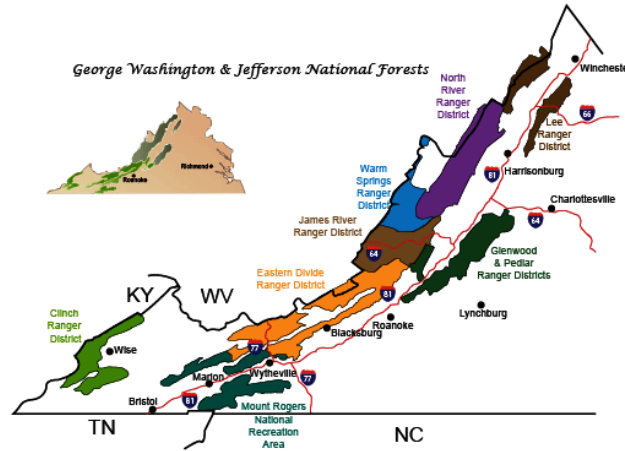 George Washington & Jefferson National Forests
Roanoke
Richmond
North
River
Ranger
District
Winchester
66
Lee
Ranger
District
Warm
Springs
Ranger
District
81
Harrisonburg
Charlottesville
64
James River
Ranger District
64
Glenwood
& Pedlar
Ranger Districts
Eastern Divide
Ranger District
81
KY
WV
Lynchburg
Roanoke
Clinch
Ranger
District
Blacksburg
77
Wise
Wytheville
Marion
77
Bristol
81
Mount Rogers
National
Recreation
Area
TN
NC